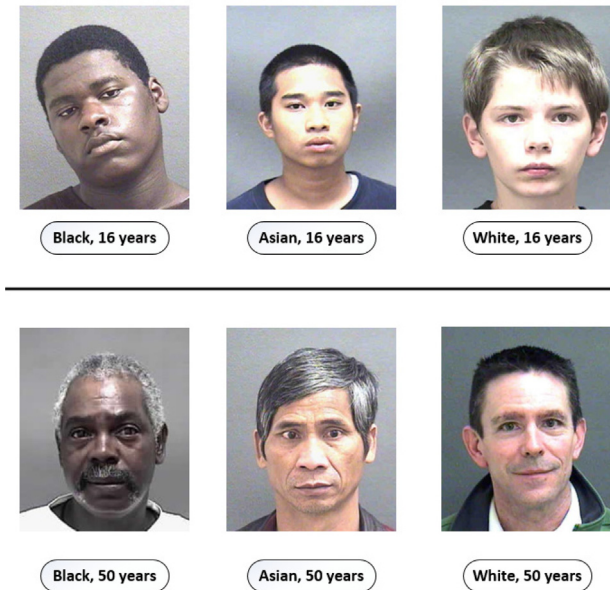 Black, 16 years
Asian, 16 years
White, 16 years
Black, 50 years
Asian, 50 years
White, 50 years